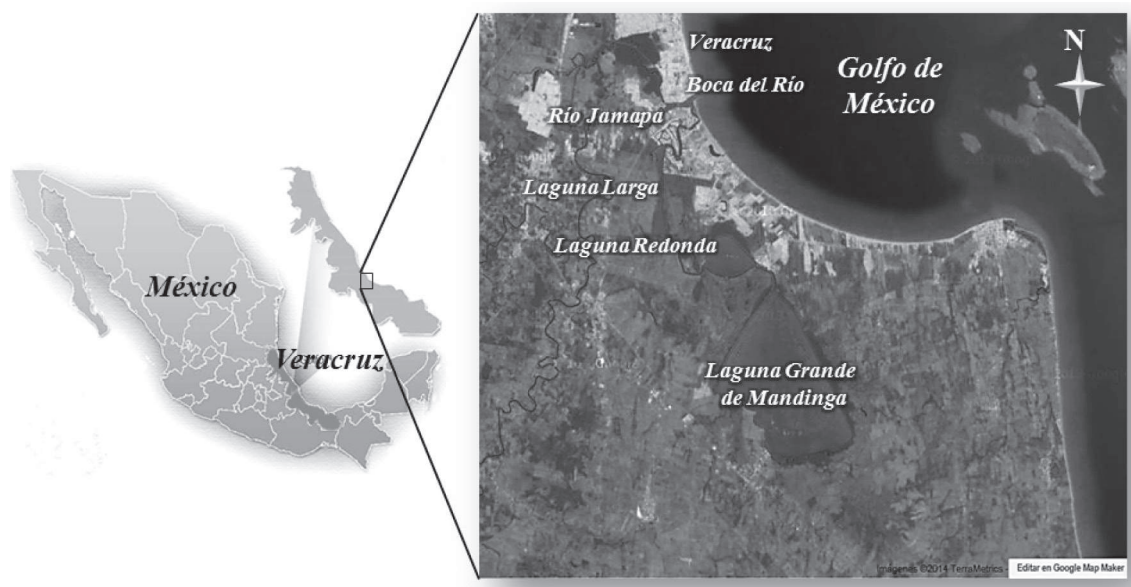 México
Veracruz
Veracruz
Boca del Río
Río Jamapa
Laguna Larga
Laguna Redonda
Laguna Grande
de Mandinga
Golfo de
México
N
Imágenes ©2014 TerraMetrics -
Editar en Google Map Maker